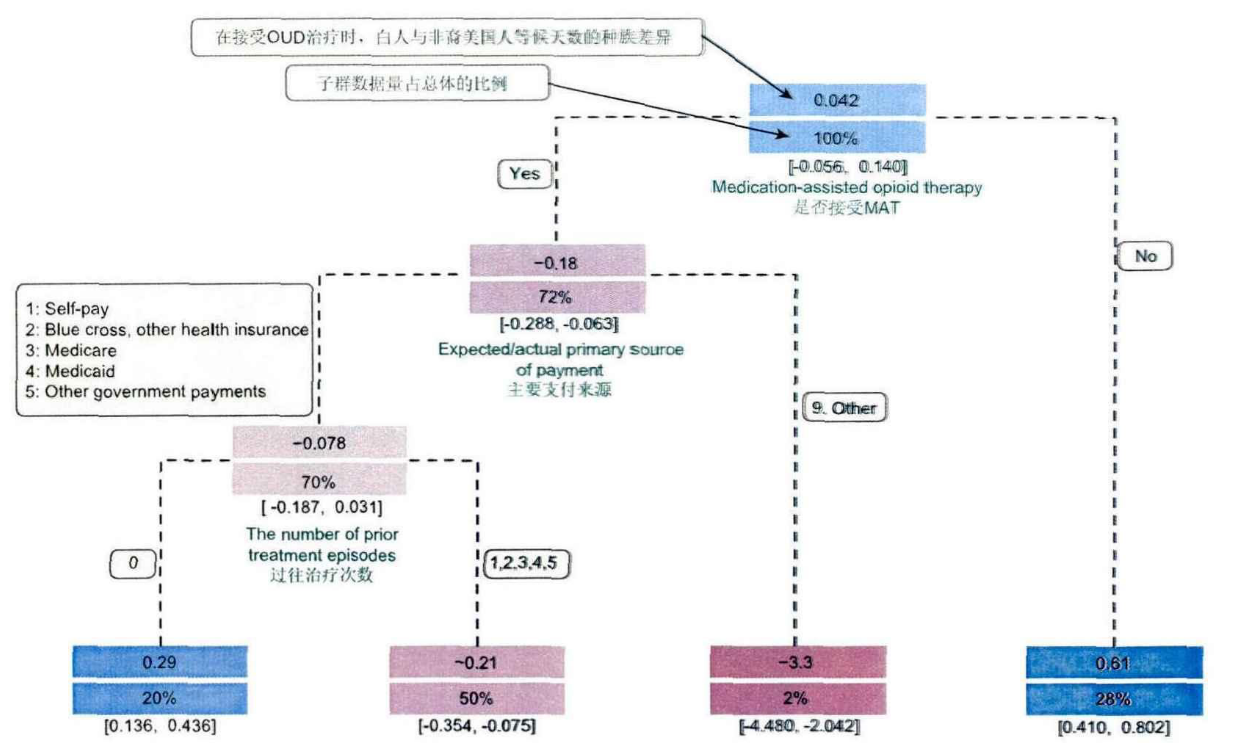 在接受OUD治疗时，白人与非裔美国人等候天数的种族差异
子群数据量占总体的比例
0.042
100%
[-0.056, 0.140]
Medication-assisted opioid therapy
是否接受MAT
Yes
No
−0.18
72%
[-0.288, -0.063]
Expected/actual primary source
of payment
主要支付来源
1: Self-pay
2: Blue cross, other health insurance
3: Medicare
4: Medicaid
5: Other government payments
9. Other
−0.078
70%
[ -0.187, 0.031]
The number of prior
treatment episodes
过往治疗次数
0
1,2,3,4,5
0.29
20%
[0.136, 0.436]
−0.21
50%
[-0.354, -0.075]
−3.3
2%
[-4.480, -2.042]
0.61
28%
[0.410, 0.802]